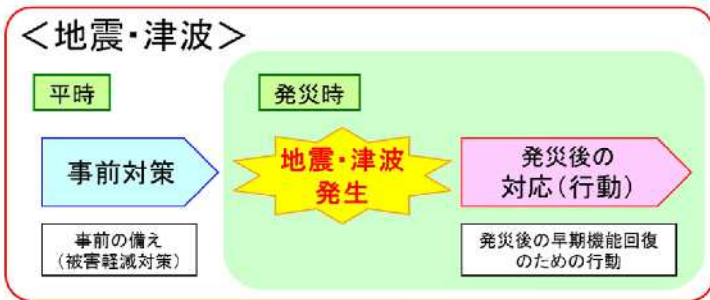 <地震・津波>
平時
発災時
事前対策
地震・津波
発生
発災後の
対応(行動)
事前の備え
(被害軽減対策)
発災後の早期機能回復
のための行動